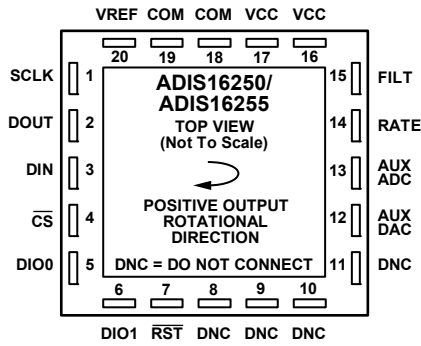 VREF COM COM VCC VCC
20 19 18 17 16
SCLK 1
DOUT 2
DIN 3
C̅S̅ 4
DIO0 5
ADIS16250/
ADIS16255
TOP VIEW
(Not To Scale)
POSITIVE OUTPUT
ROTATIONAL
DIRECTION
DNC = DO NOT CONNECT
15 FILT
14 RATE
13 AUX
ADC
12 AUX
DAC
11 DNC
6 7 8 9 10
DIO1 R̅S̅T̅ DNC DNC DNC